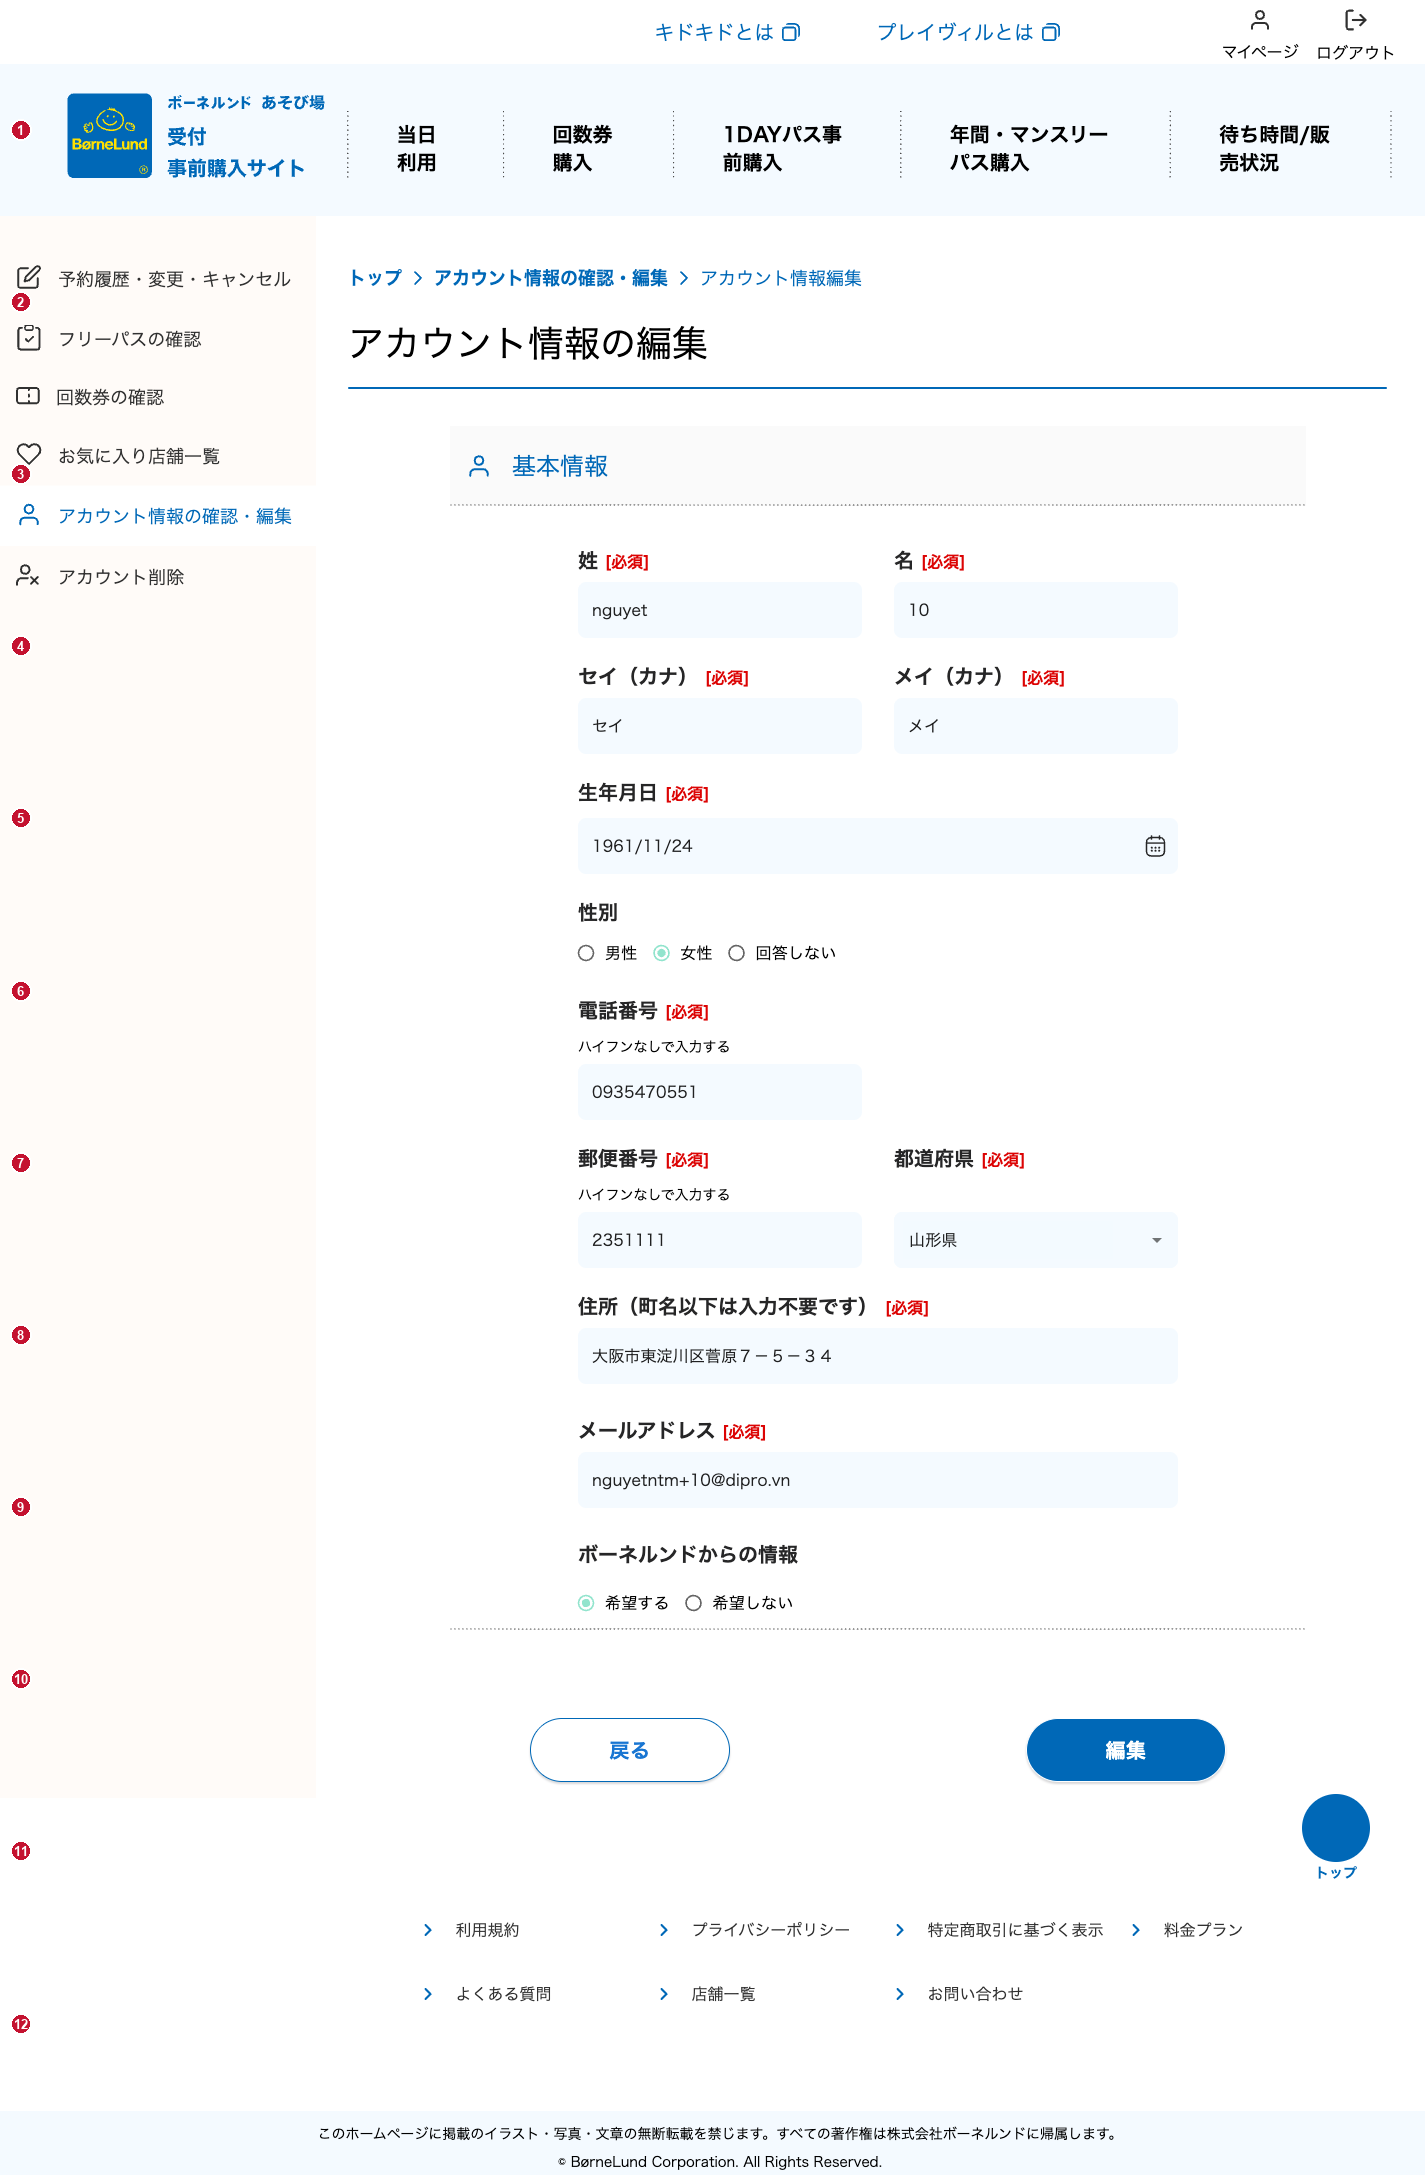 キドキドとは
プレイヴィルとは
マイページ
ログアウト
BørneLund
®
ボーネルンド あそび場
受付
事前購入サイト
当日
利用
回数券
購入
1DAYパス事
前購入
年間・マンスリー
パス購入
待ち時間/販
売状況
1
予約履歴・変更・キャンセル
2
フリーパスの確認
回数券の確認
お気に入り店舗一覧
3
アカウント情報の確認・編集
アカウント削除
4
5
6
7
8
9
10
11
12
トップ > アカウント情報の確認・編集 > アカウント情報編集
アカウント情報の編集
基本情報
姓 [必須]
名 [必須]
nguyet
10
セイ（カナ） [必須]
メイ（カナ） [必須]
セイ
メイ
生年月日 [必須]
1961/11/24
性別
男性 女性 回答しない
電話番号 [必須]
ハイフンなしで入力する
0935470551
郵便番号 [必須]
都道府県 [必須]
ハイフンなしで入力する
2351111
山形県
住所（町名以下は入力不要です） [必須]
大阪市東淀川区菅原７－５－３４
メールアドレス [必須]
nguyetntm+10@dipro.vn
ボーネルンドからの情報
希望する 希望しない
戻る
編集
トップ
利用規約
プライバシーポリシー
特定商取引に基づく表示
料金プラン
よくある質問
店舗一覧
お問い合わせ
このホームページに掲載のイラスト・写真・文章の無断転載を禁じます。すべての著作権は株式会社ボーネルンドに帰属します。
© BørneLund Corporation. All Rights Reserved.